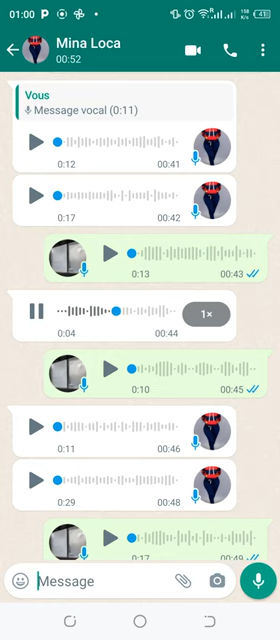 01:00
158
K/s
41
Mina Loca
00:52
Vous
Message vocal (0:11)
0:12 00:41
0:17 00:42
0:13 00:43
1×
0:04 00:44
0:10 00:45
0:11 00:46
0:29 00:48
0:17 00:49
Message